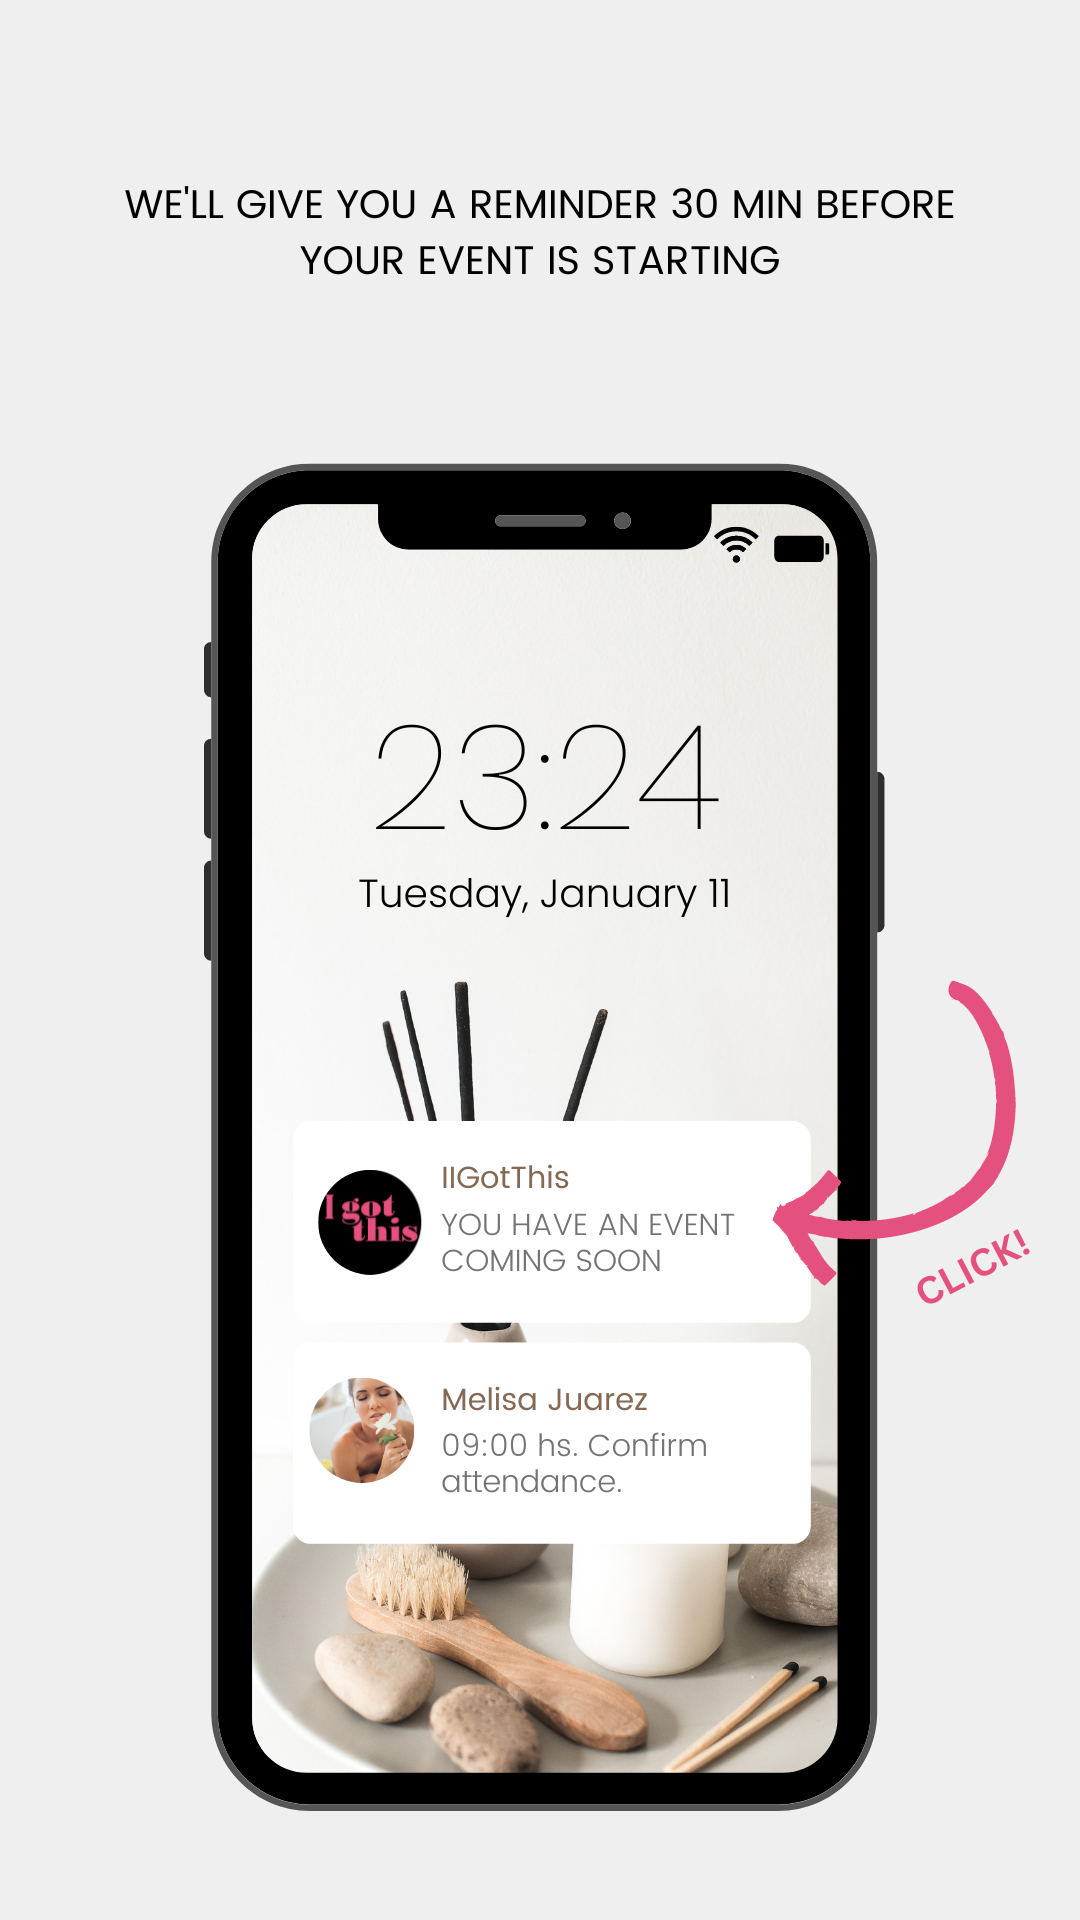 WE'LL GIVE YOU A REMINDER 30 MIN BEFORE
YOUR EVENT IS STARTING
23:24
Tuesday, January 11
I got
this
IIGotThis
YOU HAVE AN EVENT
COMING SOON
CLICK!
Melisa Juarez
09:00 hs. Confirm
attendance.